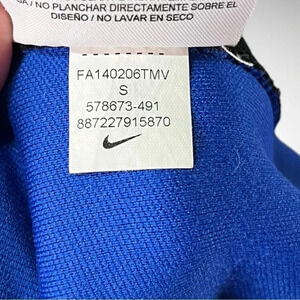 / NO PLANCHAR DIRECTAMENTE SOBRE EL
DISEÑO / NO LAVAR EN SECO
FA140206TMV
S
578673-491
887227915870